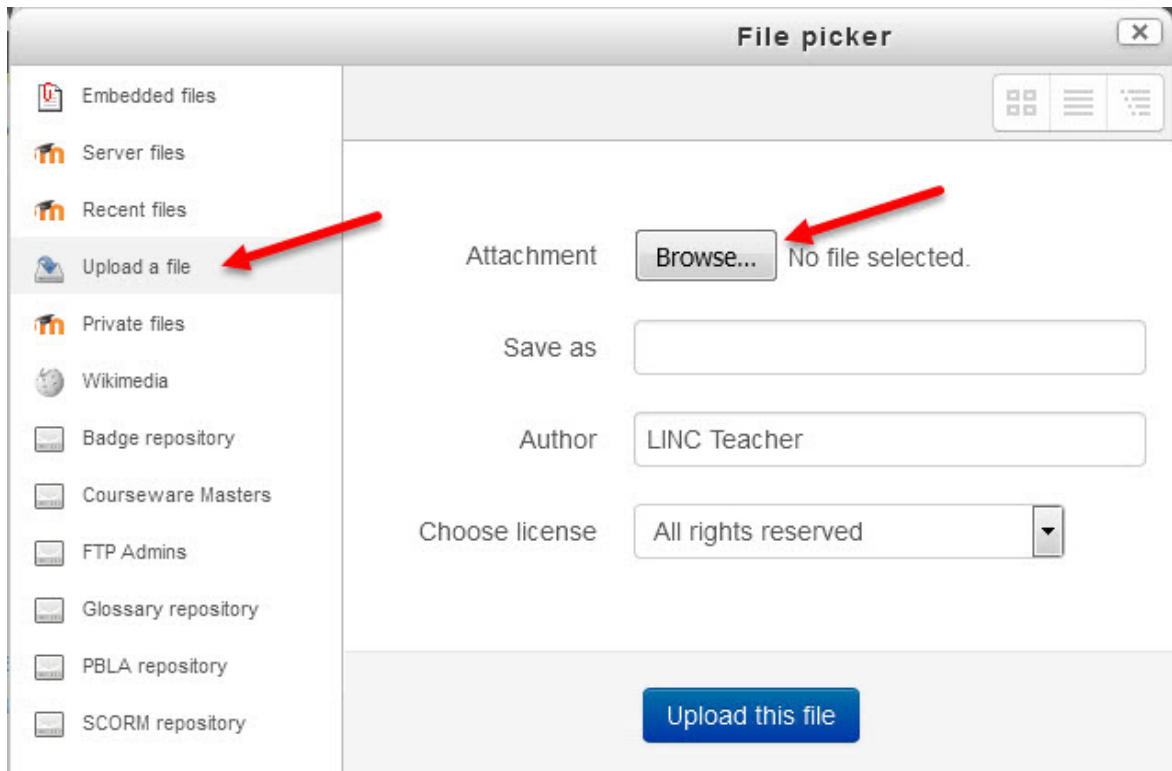 File picker
Embedded files
Server files
Recent files
Upload a file
Private files
Wikimedia
Badge repository
Courseware Masters
FTP Admins
Glossary repository
PBLA repository
SCORM repository
Attachment Browse... No file selected.
Save as
Author LINC Teacher
Choose license All rights reserved
Upload this file